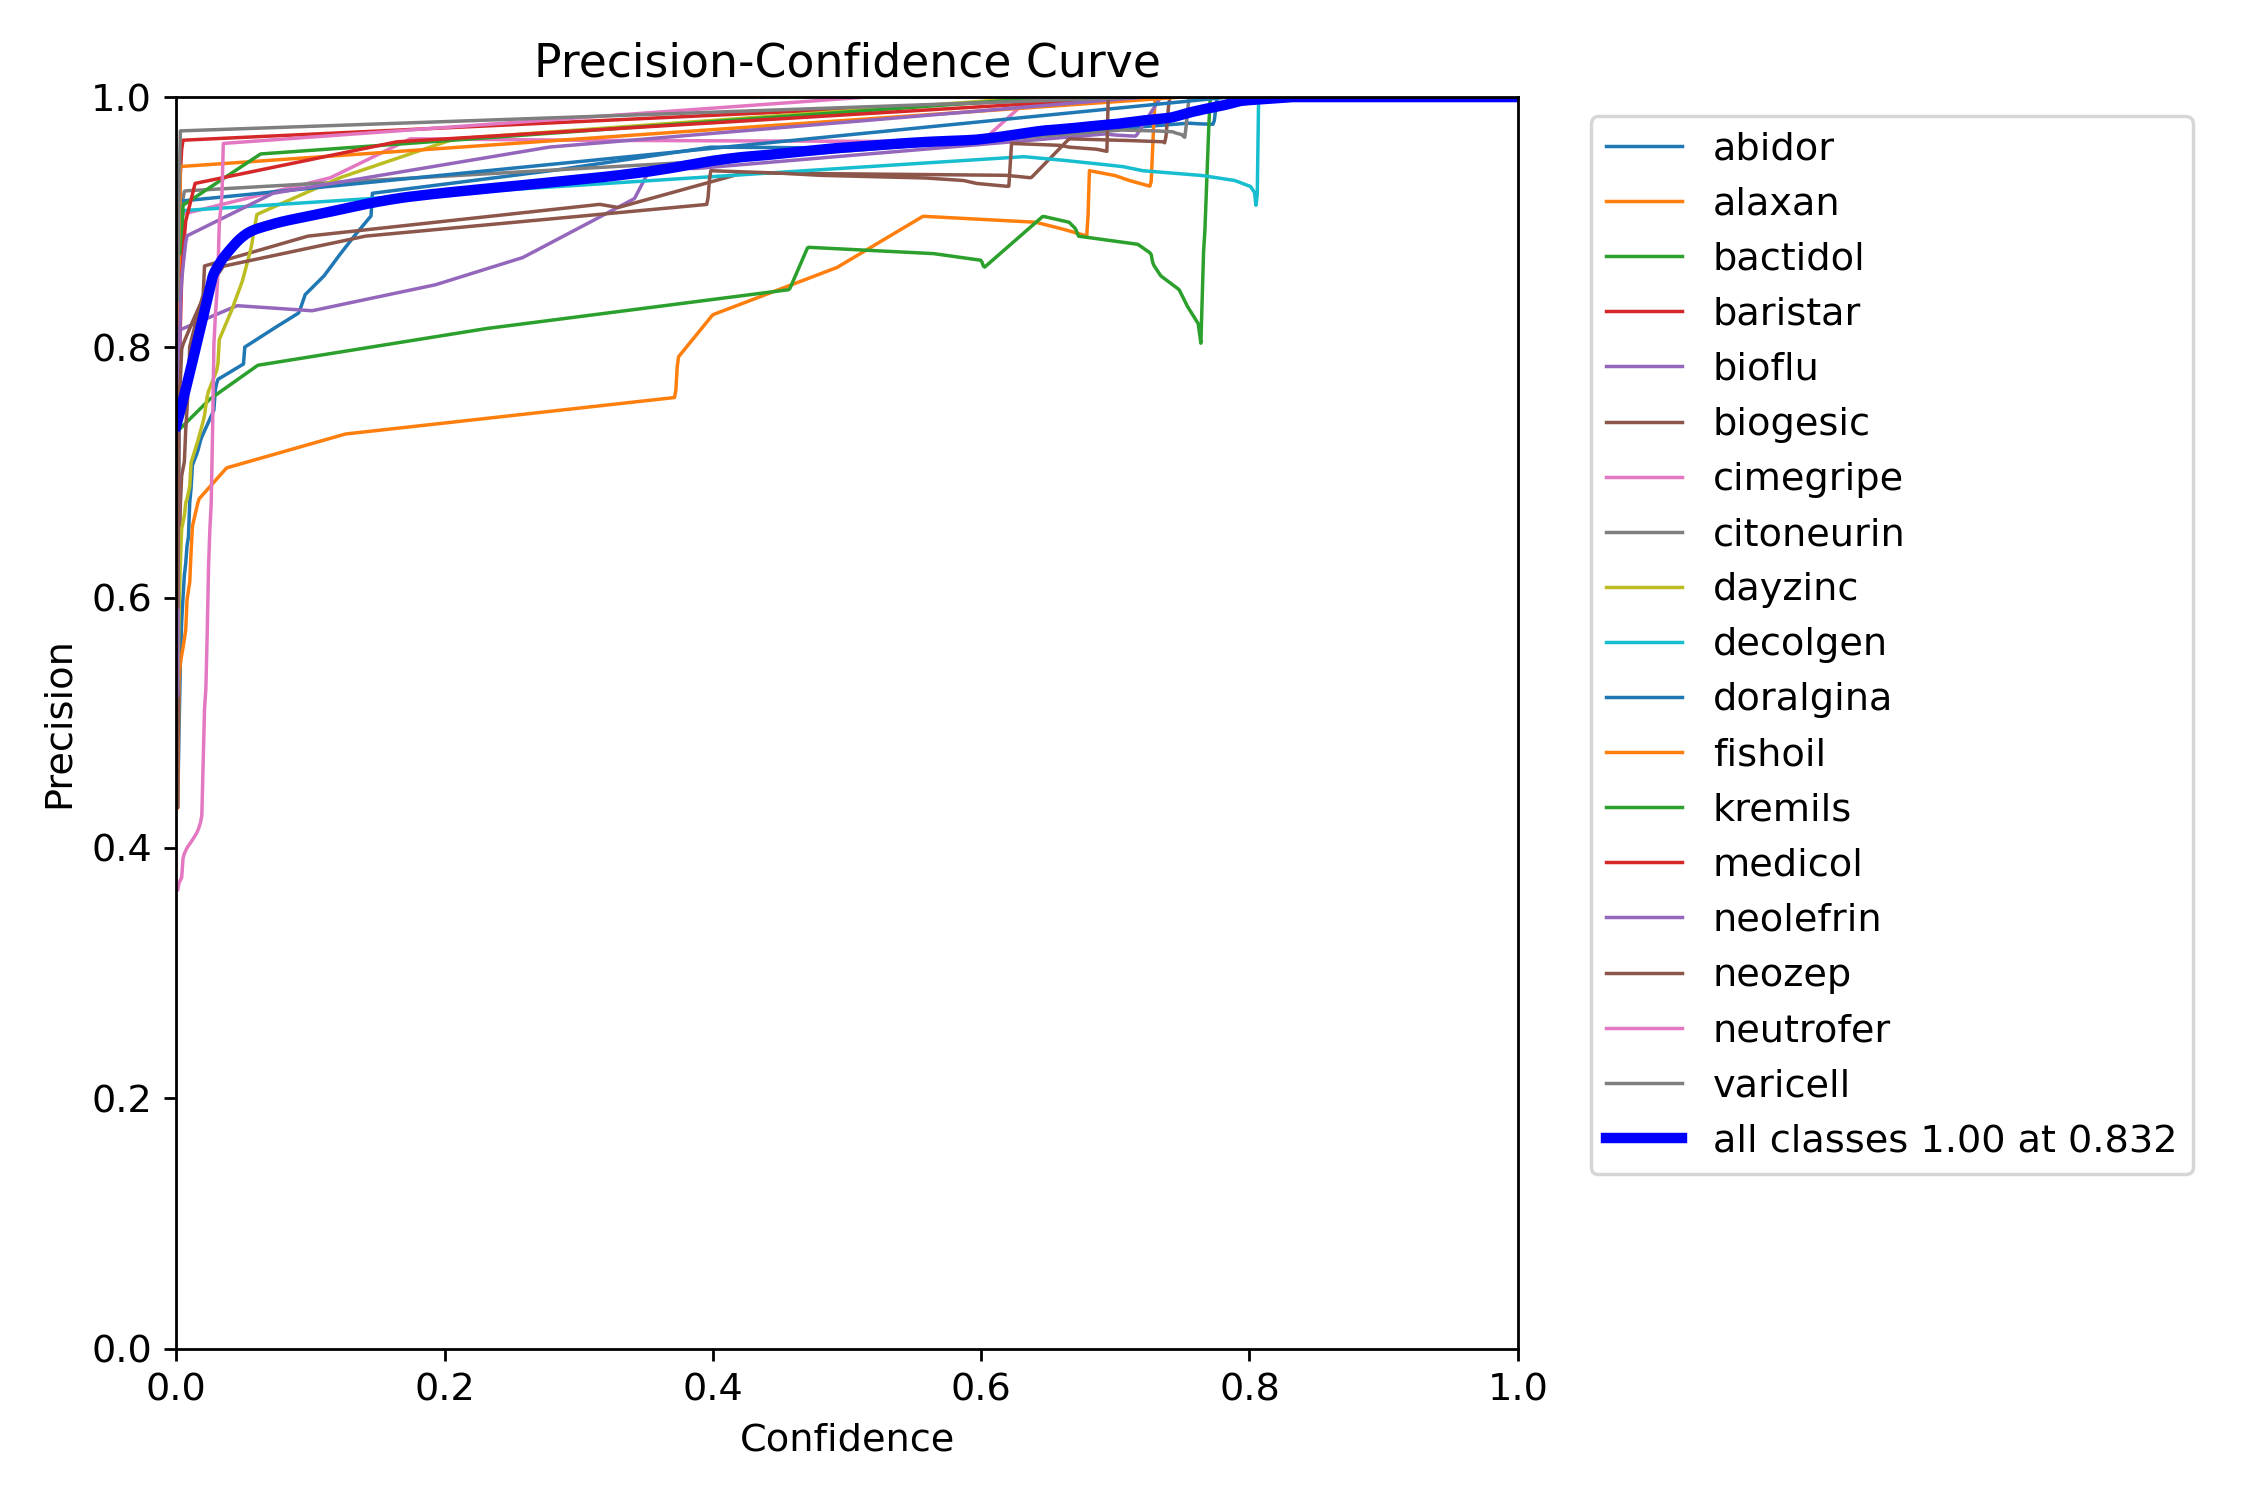 Precision-Confidence Curve
1.0
0.8
0.6
0.4
0.2
0.0
Precision
0.0 0.2 0.4 0.6 0.8 1.0
Confidence
abidor
alaxan
bactidol
baristar
bioflu
biogesic
cimegripe
citoneurin
dayzinc
decolgen
doralgina
fishoil
kremils
medicol
neolefrin
neozep
neutrofer
varicell
all classes 1.00 at 0.832